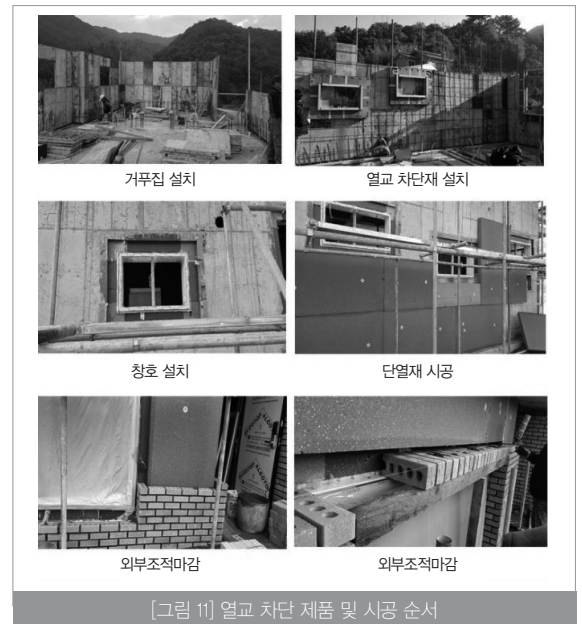 거푸집 설치
열교 차단재 설치
창호 설치
단열재 시공
외부조적마감
외부조적마감
[그림 11] 열교 차단 제품 및 시공 순서